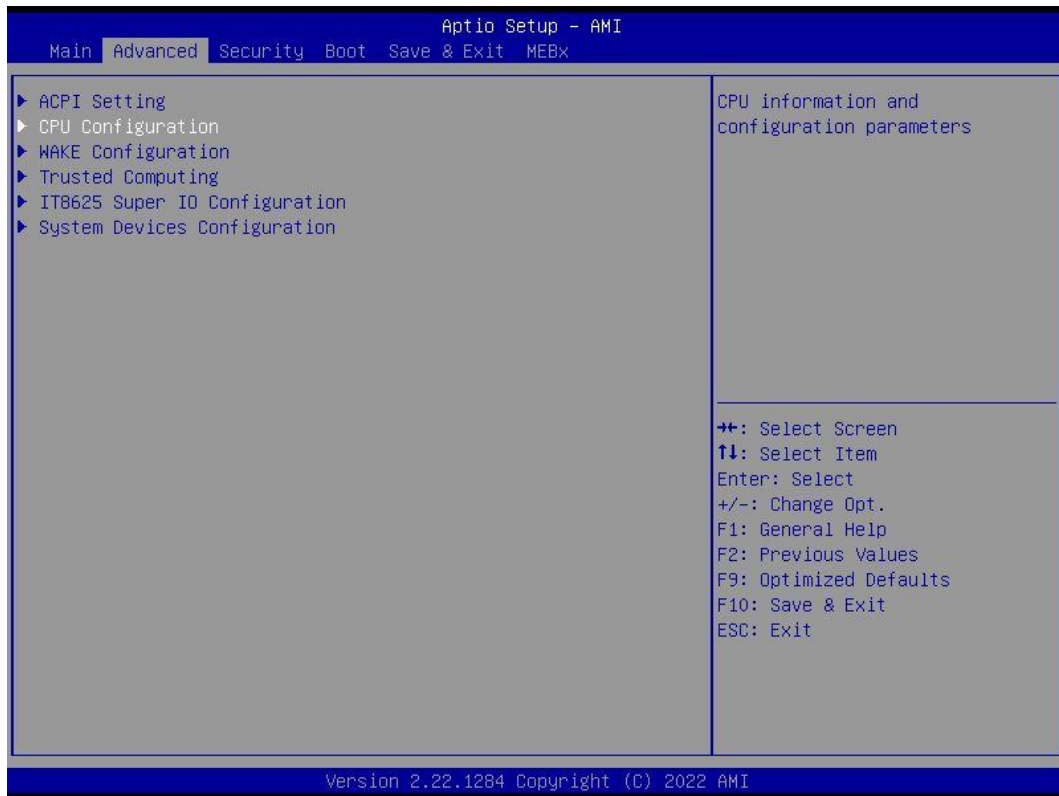 Aptio Setup - AMI
Main Advanced Security Boot Save & Exit MEBx
ACPI Setting
CPU Configuration
WAKE Configuration
Trusted Computing
IT8625 Super IO Configuration
System Devices Configuration
CPU information and
configuration parameters
→←: Select Screen
↑↓: Select Item
Enter: Select
+/-: Change Opt.
F1: General Help
F2: Previous Values
F9: Optimized Defaults
F10: Save & Exit
ESC: Exit
Version 2.22.1284 Copyright (C) 2022 AMI